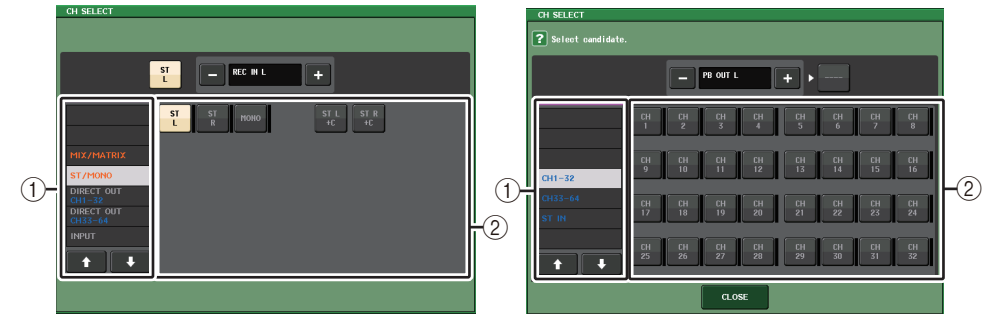 CH SELECT
ST
L
−
REC IN L
+
MIX/MATRIX
ST/MONO
DIRECT OUT
CH1-32
DIRECT OUT
CH33-64
INPUT
ST
L
ST
R
MONO
ST L
+C
ST R
+C
1
2
CH SELECT
? Select candidate.
−
PB OUT L
+
----
CH1-32
CH33-64
ST IN
CH
1
CH
2
CH
3
CH
4
CH
5
CH
6
CH
7
CH
8
CH
9
CH
10
CH
11
CH
12
CH
13
CH
14
CH
15
CH
16
CH
17
CH
18
CH
19
CH
20
CH
21
CH
22
CH
23
CH
24
CH
25
CH
26
CH
27
CH
28
CH
29
CH
30
CH
31
CH
32
1
2
CLOSE